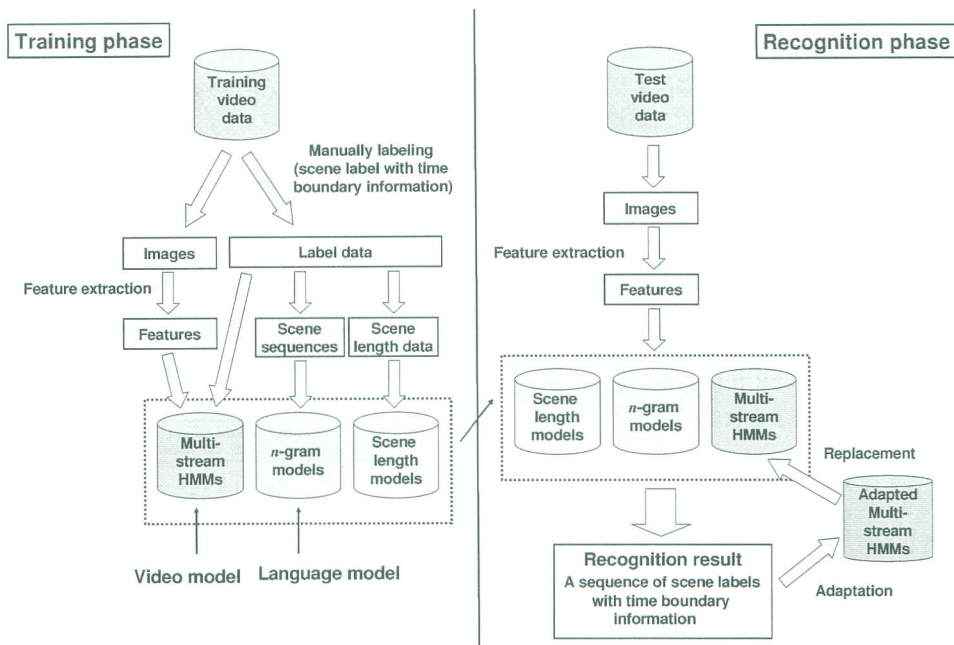 Training phase
Training
video
data
Manually labeling
(scene label with time
boundary information)
Images
Label data
Feature extraction
Features
Scene
sequences
Scene
length data
Multi-
stream
HMMs
n-gram
models
Scene
length
models
Video model
Language model
Recognition phase
Test
video
data
Images
Feature extraction
Features
Scene
length
models
n-gram
models
Multi-
stream
HMMs
Replacement
Adapted
Multi-
stream
HMMs
Recognition result
A sequence of scene labels
with time boundary
information
Adaptation